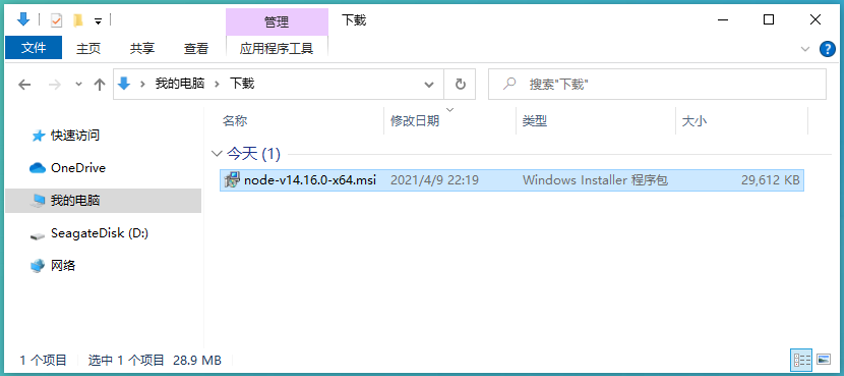 管理 下载
文件 主页 共享 查看 应用程序工具
我的电脑 下载 搜索"下载"
名称 修改日期 类型 大小
快速访问
今天 (1)
OneDrive
node-v14.16.0-x64.msi 2021/4/9 22:19 Windows Installer 程序包 29,612 KB
我的电脑
SeagateDisk (D:)
网络
1 个项目 选中 1 个项目 28.9 MB